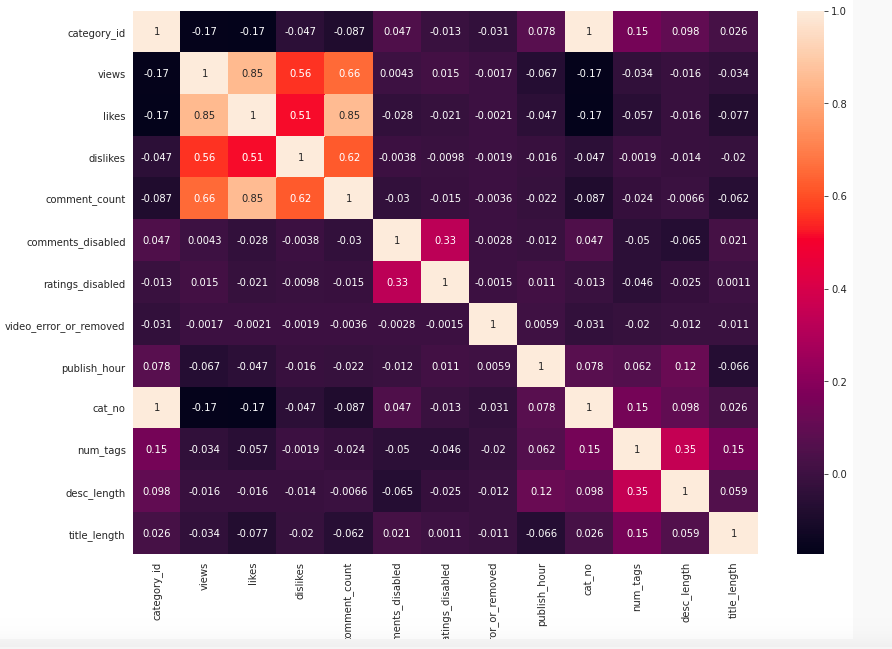 category_id 1 -0.17 -0.17 -0.047 -0.087 0.047 -0.013 -0.031 0.078 1 0.15 0.098 0.026
views -0.17 1 0.85 0.56 0.66 0.0043 0.015 -0.0017 -0.067 -0.17 -0.034 -0.016 -0.034
likes -0.17 0.85 1 0.51 0.85 -0.028 -0.021 -0.0021 -0.047 -0.17 -0.057 -0.016 -0.077
dislikes -0.047 0.56 0.51 1 0.62 -0.0038 -0.0098 -0.0019 -0.016 -0.047 -0.0019 -0.014 -0.02
comment_count -0.087 0.66 0.85 0.62 1 -0.03 -0.015 -0.0036 -0.022 -0.087 -0.024 -0.0066 -0.062
comments_disabled 0.047 0.0043 -0.028 -0.0038 -0.03 1 0.33 -0.0028 -0.012 0.047 -0.05 -0.065 0.021
ratings_disabled -0.013 0.015 -0.021 -0.0098 -0.015 0.33 1 -0.0015 0.011 -0.013 -0.046 -0.025 0.0011
video_error_or_removed -0.031 -0.0017 -0.0021 -0.0019 -0.0036 -0.0028 -0.0015 1 0.0059 -0.031 -0.02 -0.012 -0.011
publish_hour 0.078 -0.067 -0.047 -0.016 -0.022 -0.012 0.011 0.0059 1 0.078 0.062 0.12 -0.066
cat_no 1 -0.17 -0.17 -0.047 -0.087 0.047 -0.013 -0.031 0.078 1 0.15 0.098 0.026
num_tags 0.15 -0.034 -0.057 -0.0019 -0.024 -0.05 -0.046 -0.02 0.062 0.15 1 0.35 0.15
desc_length 0.098 -0.016 -0.016 -0.014 -0.0066 -0.065 -0.025 -0.012 0.12 0.098 0.35 1 0.059
title_length 0.026 -0.034 -0.077 -0.02 -0.062 0.021 0.0011 -0.011 -0.066 0.026 0.15 0.059 1
category_id
views
likes
dislikes
omment_count
ments_disabled
atings_disabled
ror_or_removed
publish_hour
cat_no
num_tags
desc_length
title_length
1.0
0.8
0.6
0.4
0.2
0.0